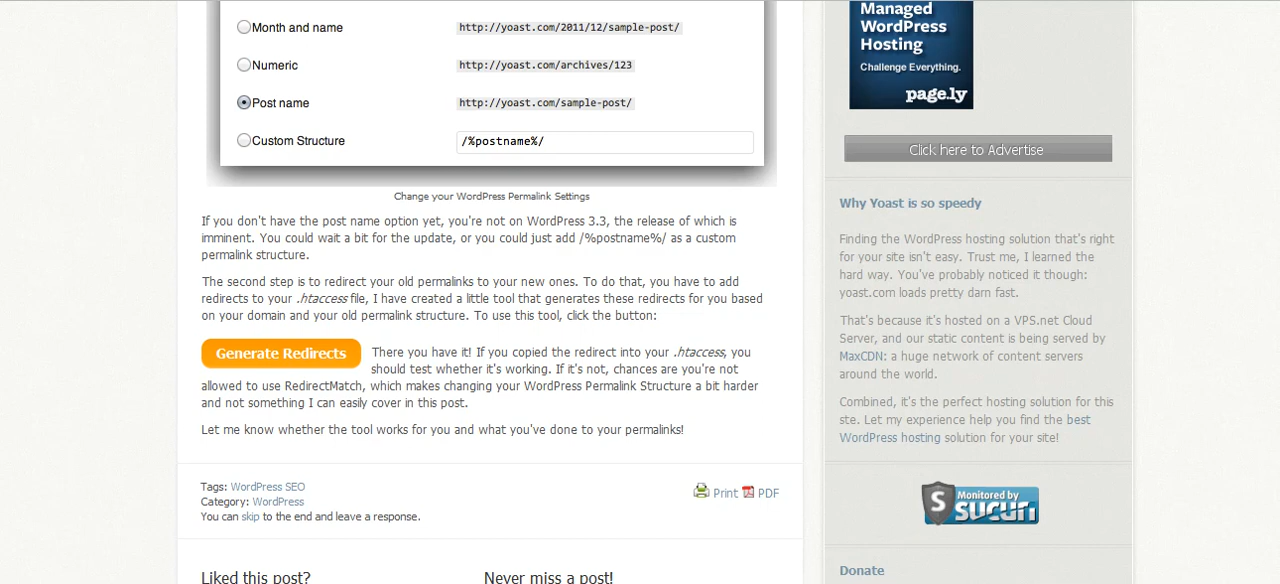 Month and name http://yoast.com/2011/12/sample-post/
Numeric http://yoast.com/archives/123
Post name http://yoast.com/sample-post/
Custom Structure /%postname%/
Change your WordPress Permalink Settings
If you don't have the post name option yet, you're not on WordPress 3.3, the release of which is
imminent. You could wait a bit for the update, or you could just add /%postname%/ as a custom
permalink structure.
The second step is to redirect your old permalinks to your new ones. To do that, you have to add
redirects to your .htaccess file, I have created a little tool that generates these redirects for you based
on your domain and your old permalink structure. To use this tool, click the button:
Generate Redirects
There you have it! If you copied the redirect into your .htaccess, you
should test whether it's working. If it's not, chances are you're not
allowed to use RedirectMatch, which makes changing your WordPress Permalink Structure a bit harder
and not something I can easily cover in this post.
Let me know whether the tool works for you and what you've done to your permalinks!
Tags: WordPress SEO
Category: WordPress
You can skip to the end and leave a response.
Print PDF
Liked this post?
Never miss a post!
Managed
WordPress
Hosting
Challenge Everything.
page.ly
Click here to Advertise
Why Yoast is so speedy
Finding the WordPress hosting solution that's right
for your site isn't easy. Trust me, I learned the
hard way. You've probably noticed it though:
yoast.com loads pretty darn fast.
That's because it's hosted on a VPS.net Cloud
Server, and our static content is being served by
MaxCDN: a huge network of content servers
around the world.
Combined, it's the perfect hosting solution for this
ste. Let my experience help you find the best
WordPress hosting solution for your site!
S
Monitored by
sucuri
Donate